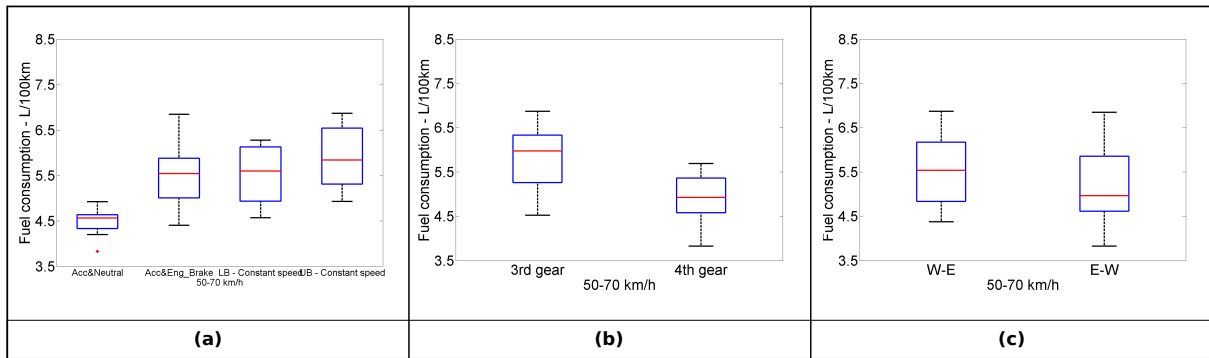 Fuel consumption - L/100km
8.5
7.5
6.5
5.5
4.5
3.5
Acc&Neutral Acc&Eng_Brake LB - Constant speed UB - Constant speed
50-70 km/h
Fuel consumption - L/100km
8.5
7.5
6.5
5.5
4.5
3.5
3rd gear 4th gear
50-70 km/h
Fuel consumption - L/100km
8.5
7.5
6.5
5.5
4.5
3.5
W-E E-W
50-70 km/h
(a) (b) (c)